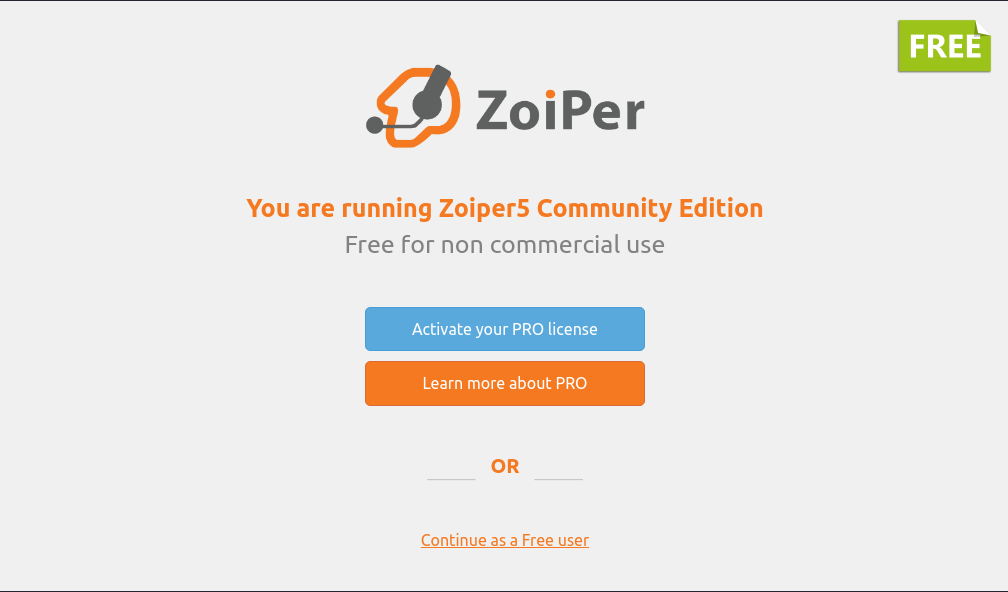 FREE
ZoiPer
You are running Zoiper5 Community Edition
Free for non commercial use
Activate your PRO license
Learn more about PRO
OR
Continue as a Free user